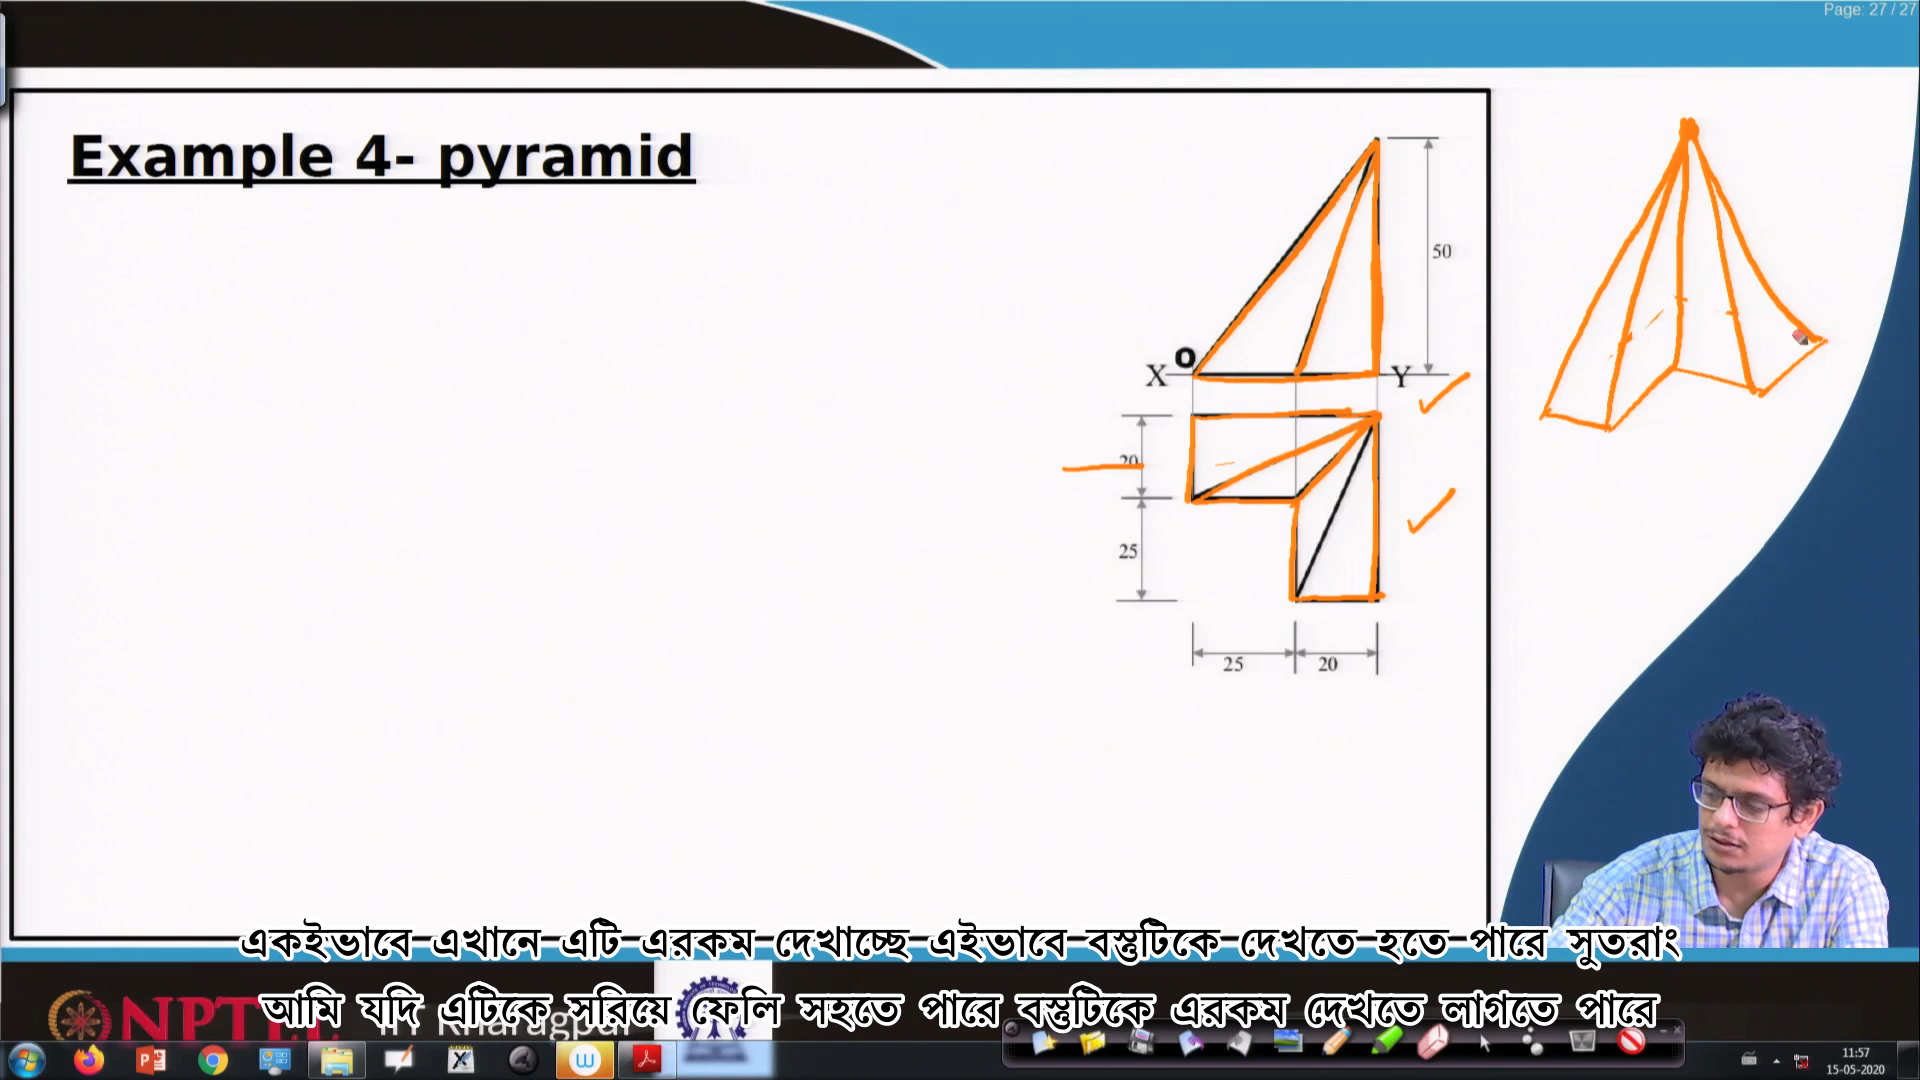 Page: 27 / 27
Example 4- pyramid
50
O
X
Y
20
25
25
20
একইভাবে এখানে এটি এরকম দেখাচ্ছে এইভাবে বস্তুটিকে দেখতে হতে পারে সুতরাং
আমি যদি এটিকে সরিয়ে ফেলি সহতে পারে বস্তুটিকে এরকম দেখতে লাগতে পারে
11:57
15-05-2020